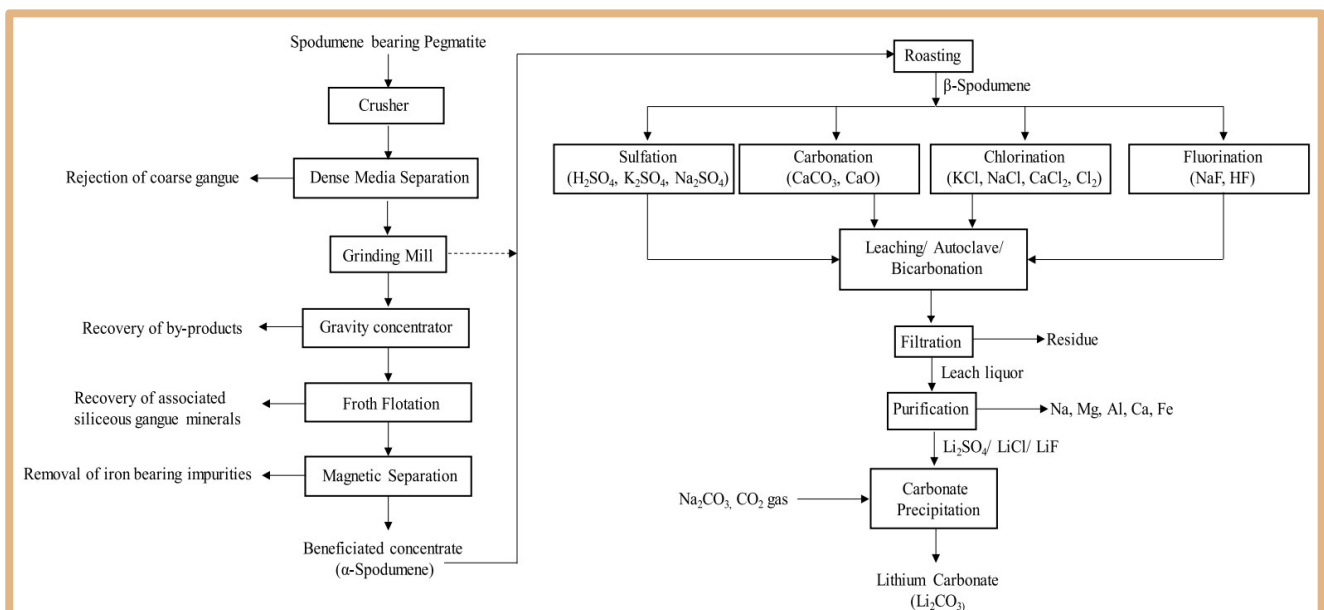 Spodumene bearing Pegmatite
Crusher
Rejection of coarse gangue
Dense Media Separation
Grinding Mill
Recovery of by-products
Gravity concentrator
Recovery of associated
siliceous gangue minerals
Froth Flotation
Removal of iron bearing impurities
Magnetic Separation
Beneficiated concentrate
(α-Spodumene)
Roasting
β-Spodumene
Sulfation
(H₂SO₄, K₂SO₄, Na₂SO₄)
Carbonation
(CaCO₃, CaO)
Chlorination
(KCl, NaCl, CaCl₂, Cl₂)
Fluorination
(NaF, HF)
Leaching/ Autoclave/
Bicarbonation
Filtration
Residue
Leach liquor
Purification
Na, Mg, Al, Ca, Fe
Li₂SO₄/ LiCl/ LiF
Na₂CO₃, CO₂ gas
Carbonate
Precipitation
Lithium Carbonate
(Li₂CO₃)